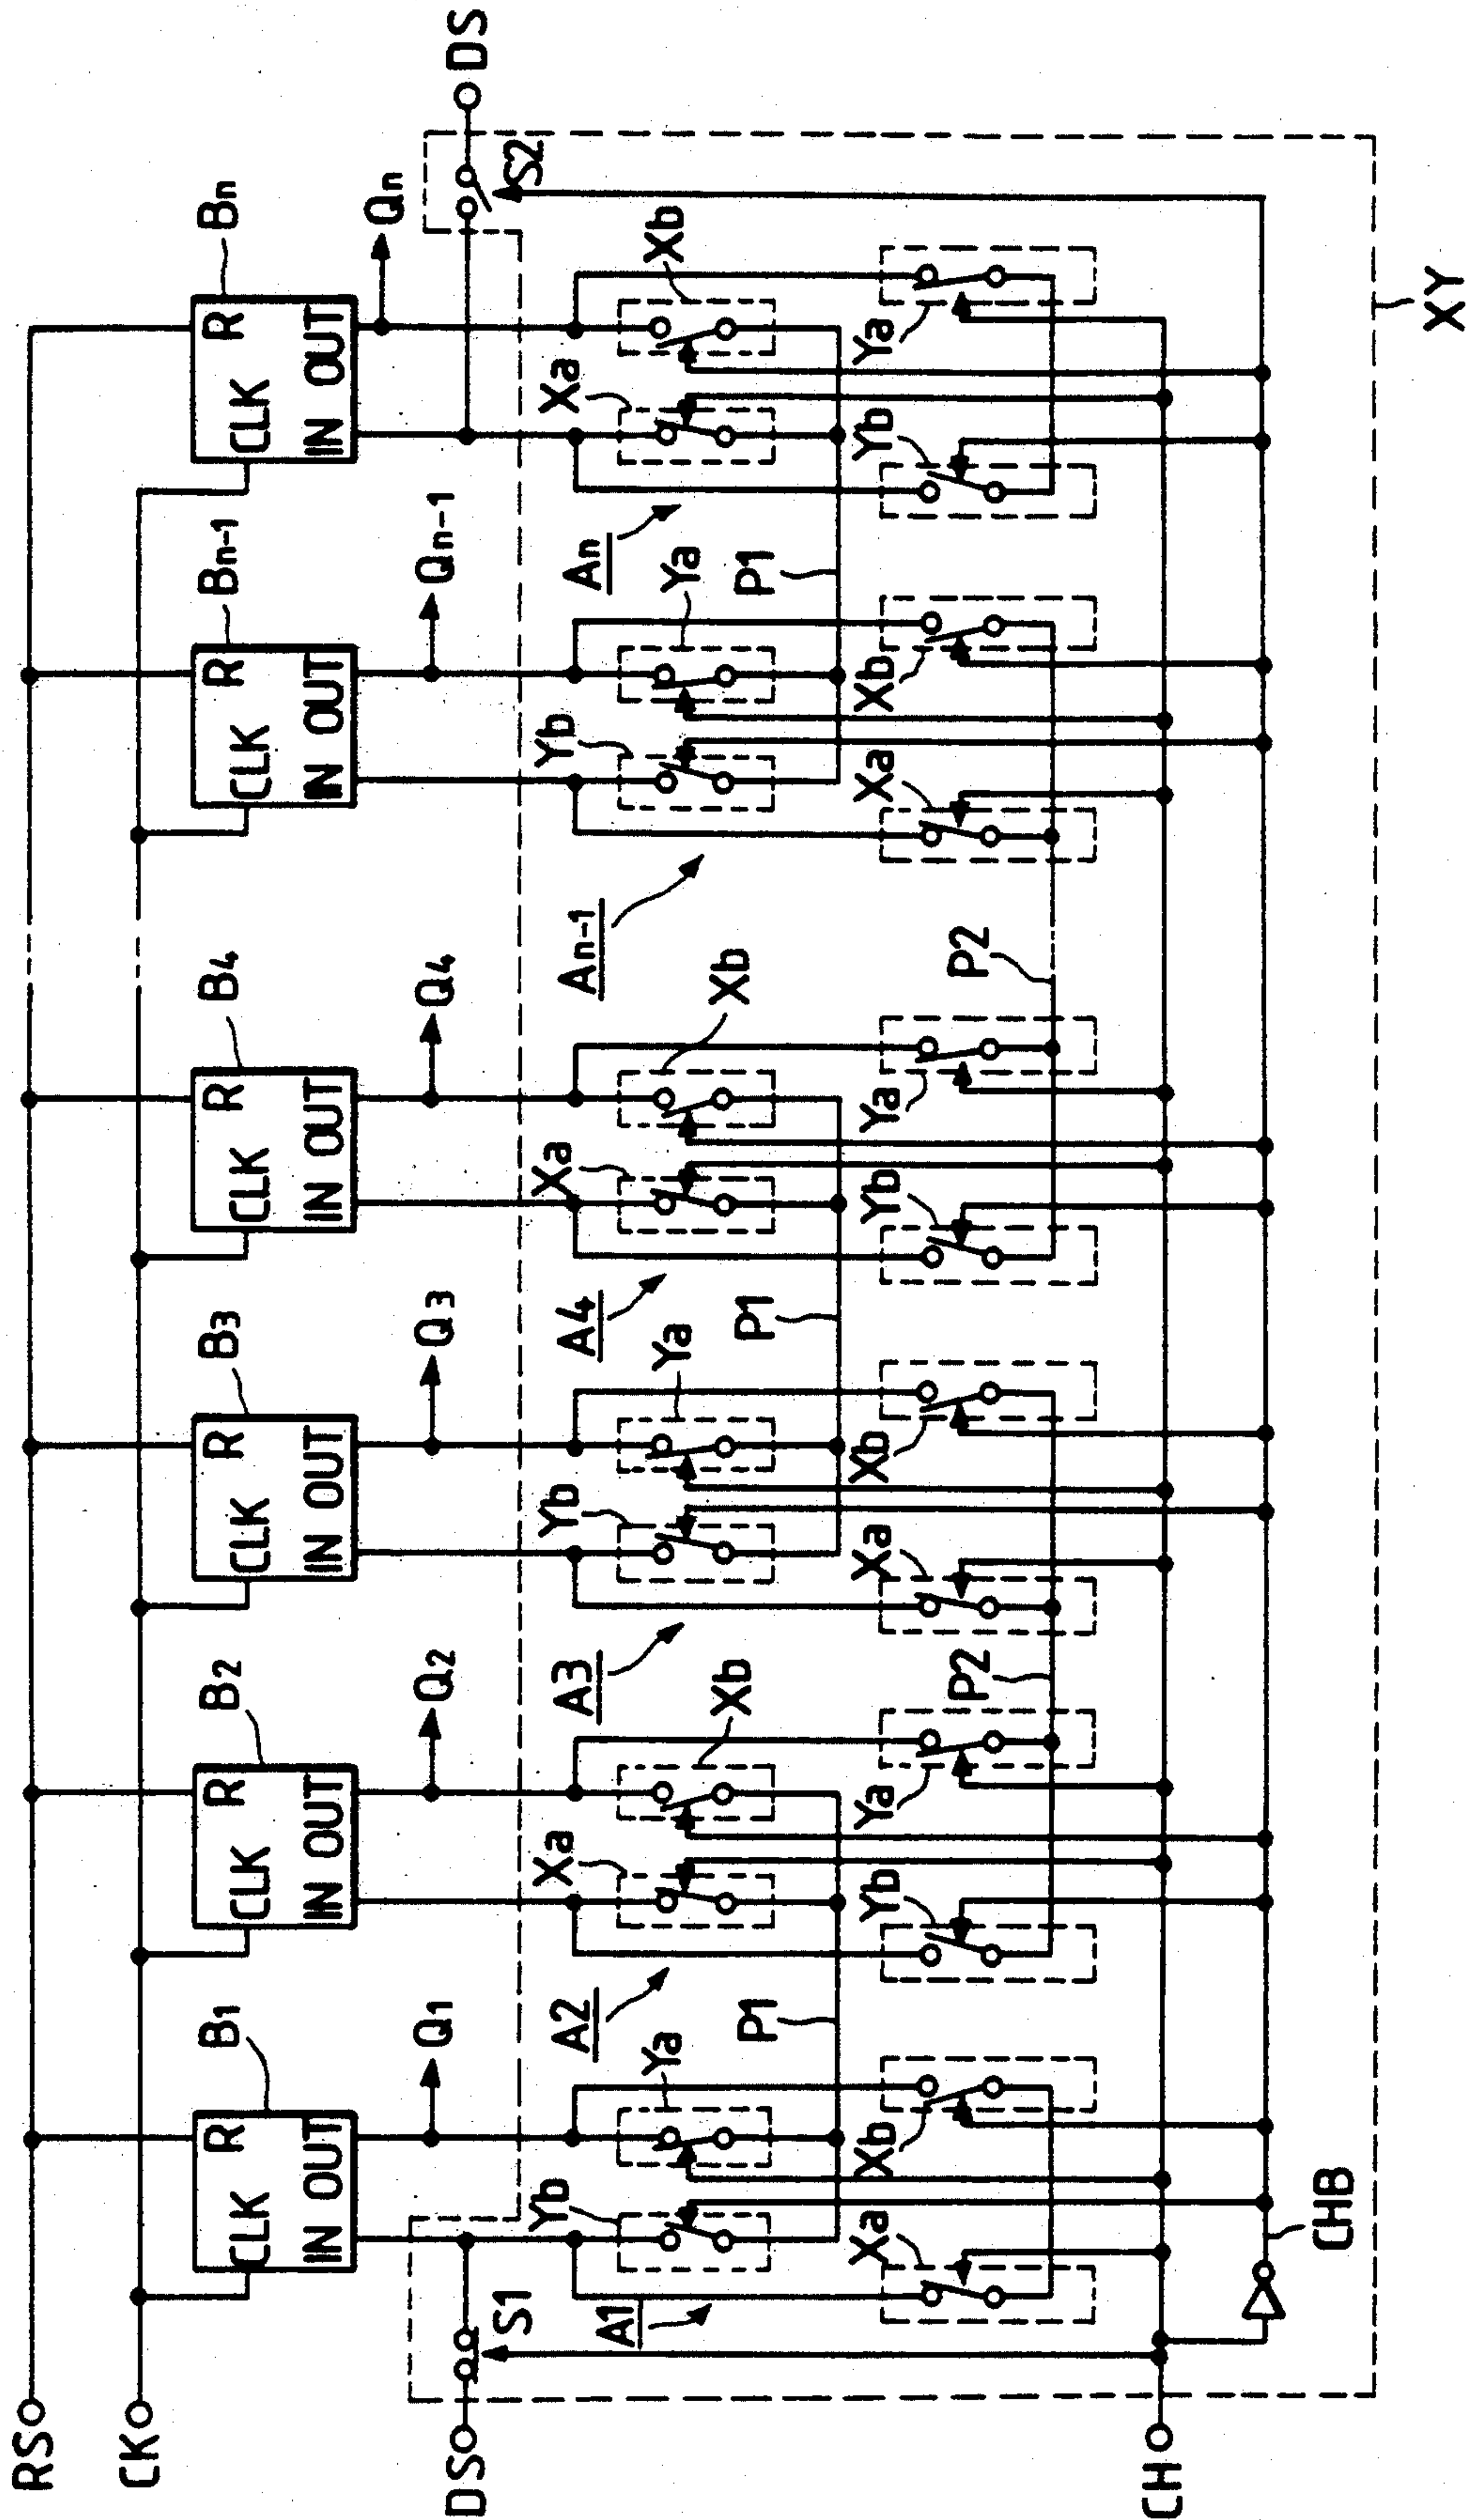 RS
CK
DS
CH
B1
R
CLK
IN OUT
Q1
B2
R
CLK
IN OUT
Q2
B3
R
CLK
IN OUT
Q3
B4
R
CLK
IN OUT
Q4
Bn-1
R
CLK
IN OUT
Qn-1
Bn
R
CLK
IN OUT
Qn
DS
S1
S2
A1
Yb
Ya
Xa
Xb
P1
A2
Xa
Xb
Yb
Ya
P2
A3
Yb
Ya
Xa
Xb
P1
A4
Xa
Xb
Yb
Ya
P2
An-1
Yb
Ya
Xa
Xb
P1
An
Xa
Xb
Yb
Ya
CHB
XY